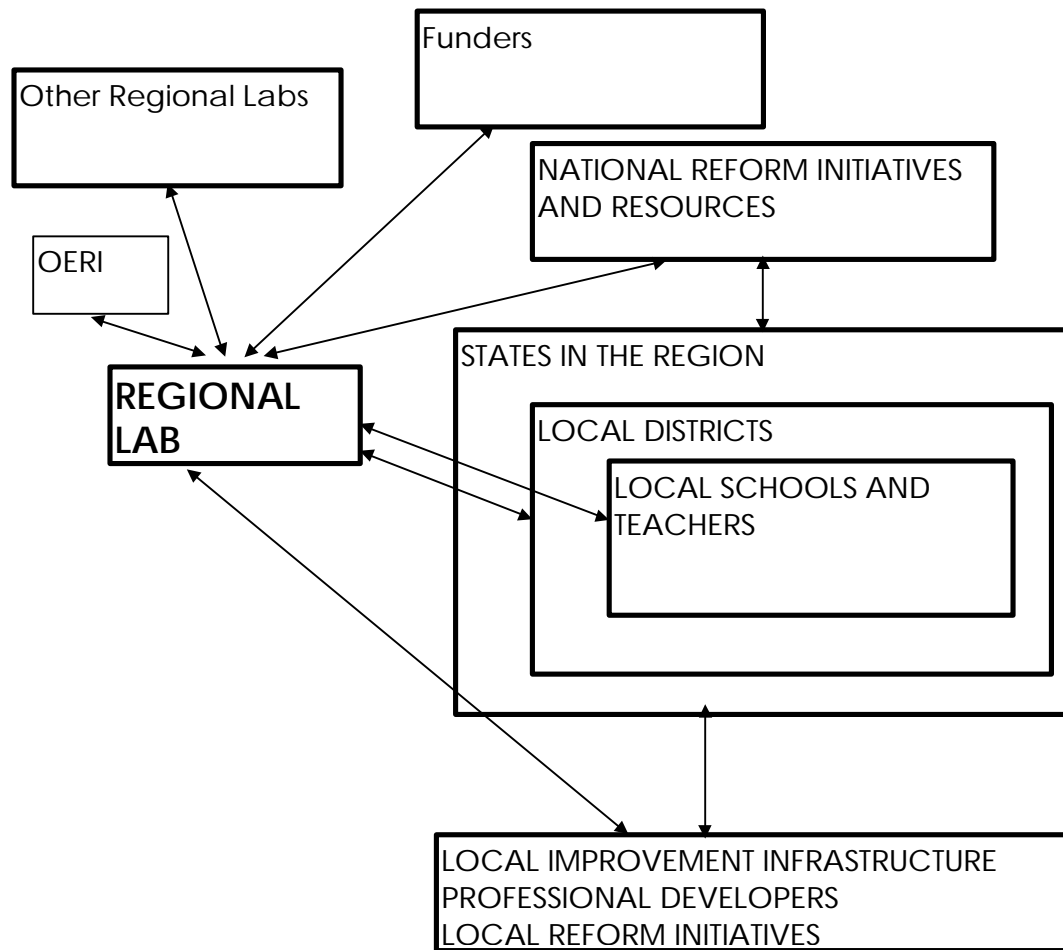 Funders
Other Regional Labs
NATIONAL REFORM INITIATIVES
AND RESOURCES
OERI
STATES IN THE REGION
REGIONAL
LAB
LOCAL DISTRICTS
LOCAL SCHOOLS AND
TEACHERS
LOCAL IMPROVEMENT INFRASTRUCTURE
PROFESSIONAL DEVELOPERS
LOCAL REFORM INITIATIVES